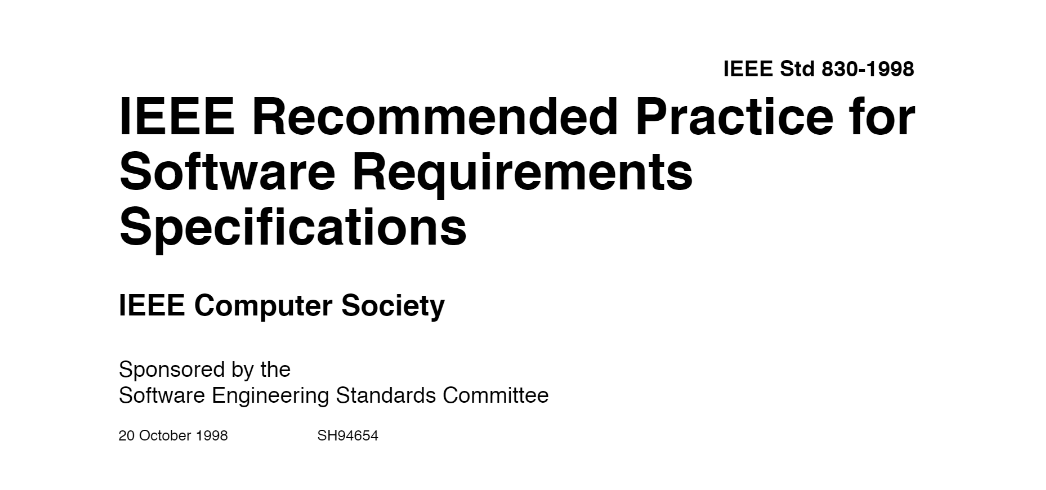 IEEE Std 830-1998
IEEE Recommended Practice for
Software Requirements
Specifications
IEEE Computer Society
Sponsored by the
Software Engineering Standards Committee
20 October 1998 SH94654